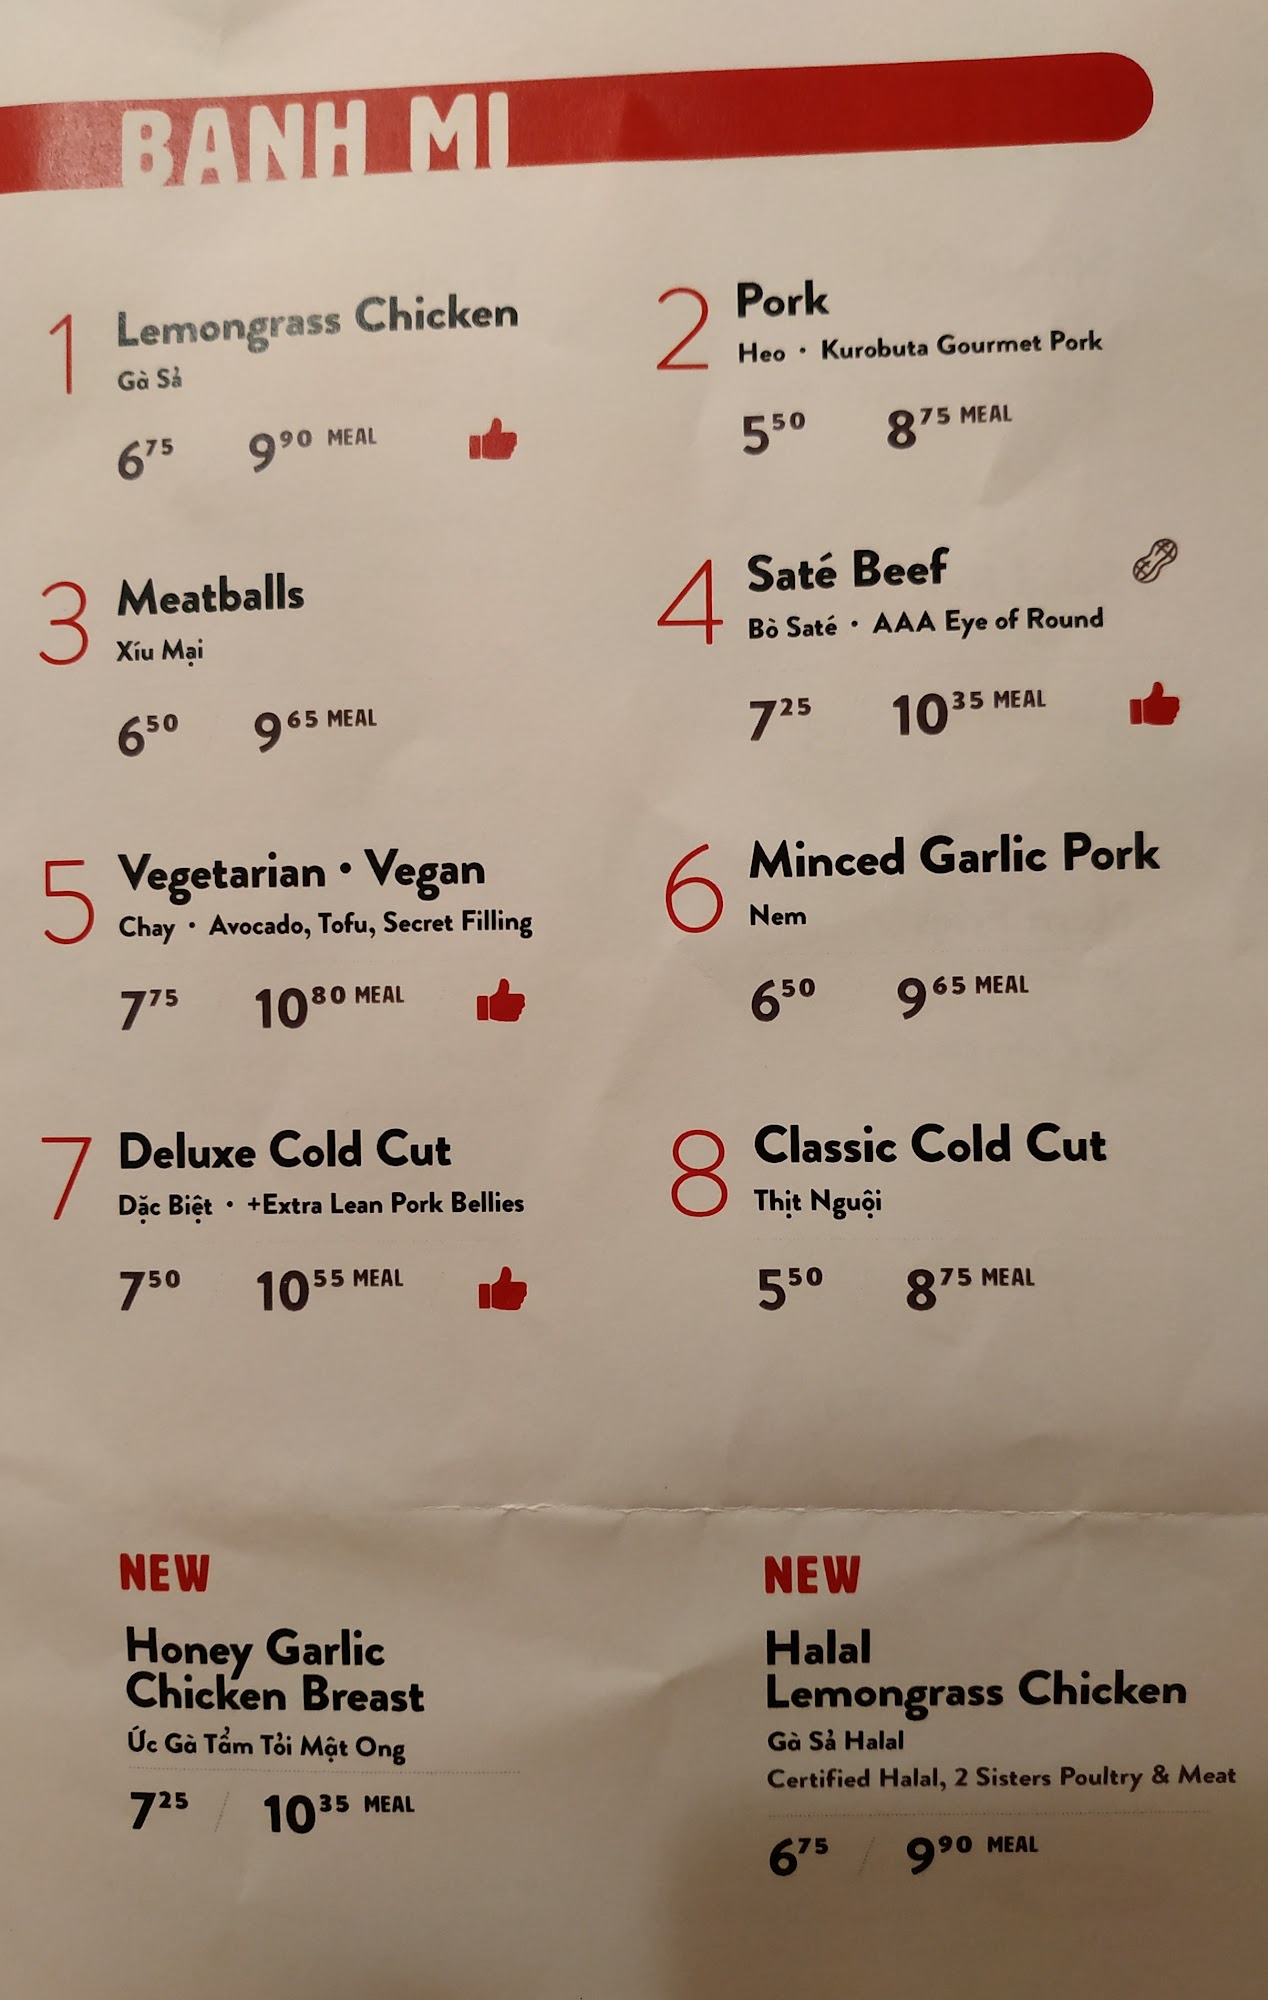 BANH MI
1 Lemongrass Chicken
Gà Sả
675 990 MEAL
2 Pork
Heo • Kurobuta Gourmet Pork
550 875 MEAL
3 Meatballs
Xíu Mại
650 965 MEAL
4 Saté Beef
Bò Saté • AAA Eye of Round
725 1035 MEAL
5 Vegetarian • Vegan
Chay • Avocado, Tofu, Secret Filling
775 1080 MEAL
6 Minced Garlic Pork
Nem
650 965 MEAL
7 Deluxe Cold Cut
Dặc Biệt • +Extra Lean Pork Bellies
750 1055 MEAL
8 Classic Cold Cut
Thịt Nguội
550 875 MEAL
NEW
Honey Garlic
Chicken Breast
Ức Gà Tẩm Tỏi Mật Ong
725 / 1035 MEAL
NEW
Halal
Lemongrass Chicken
Gà Sả Halal
Certified Halal, 2 Sisters Poultry & Meat
675 / 990 MEAL